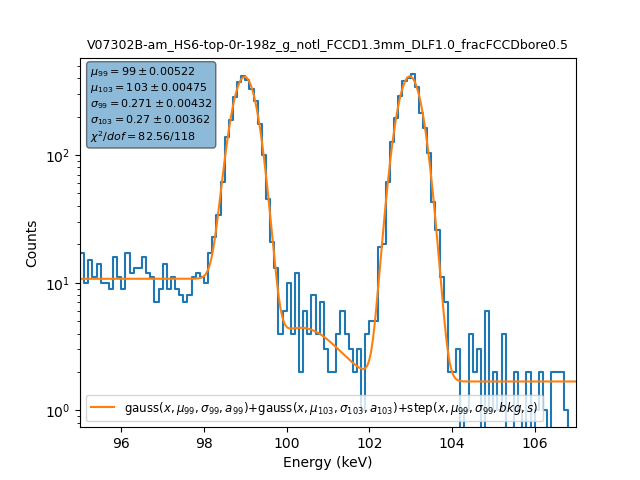 V07302B-am_HS6-top-0r-198z_g_notl_FCCD1.3mm_DLF1.0_fracFCCDbore0.5
μ₉₉ = 99 ± 0.00522
μ₁₀₃ = 103 ± 0.00475
σ₉₉ = 0.271 ± 0.00432
σ₁₀₃ = 0.27 ± 0.00362
χ²/dof = 82.56/118
Counts
10²
10¹
10⁰
gauss(x, μ₉₉, σ₉₉, a₉₉)+gauss(x, μ₁₀₃, σ₁₀₃, a₁₀₃)+step(x, μ₉₉, σ₉₉, bkg, s)
96 98 100 102 104 106
Energy (keV)